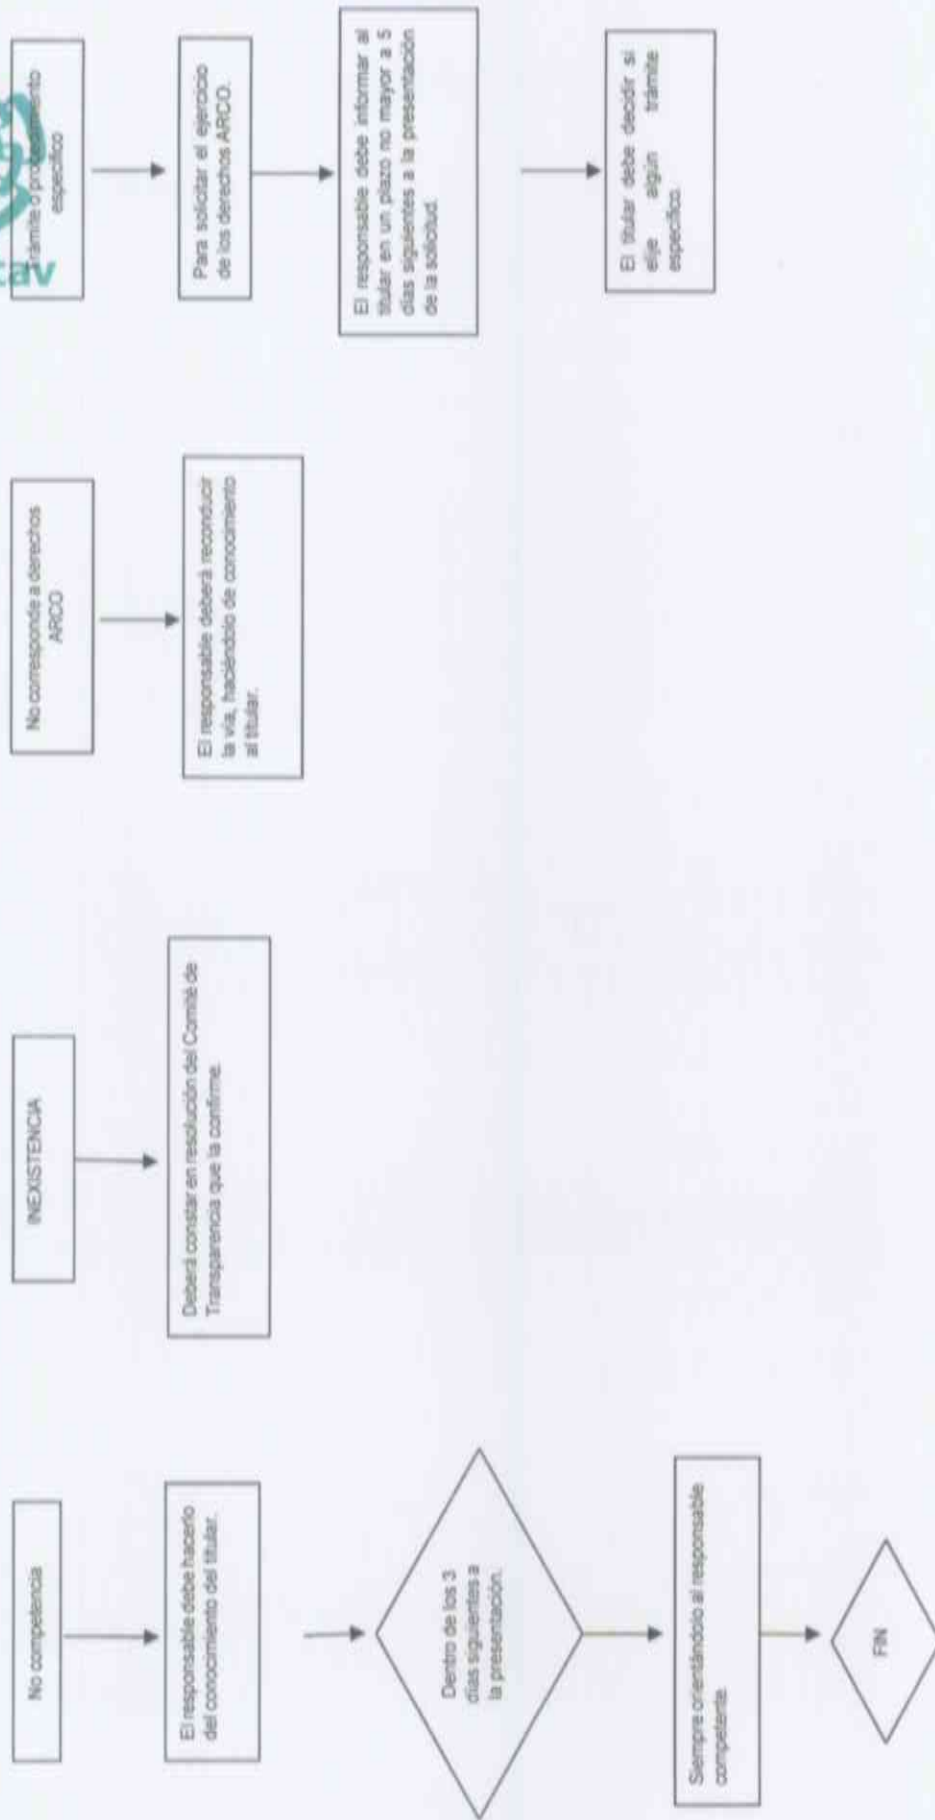 No competencia
El responsable debe hacerlo
del conocimiento del titular.
Dentro de los 3
días siguientes a
la presentación.
Siempre orientándolo al responsable
competente.
FIN
INEXISTENCIA
Deberá constar en resolución del Comité de
Transparencia que la confirme.
No corresponde a derechos
ARCO
El responsable deberá reconducir
la vía, haciéndolo de conocimiento
al titular.
Trámite o procedimiento
específico
Para solicitar el ejercicio
de los derechos ARCO.
El responsable debe informar al
titular en un plazo no mayor a 5
días siguientes a la presentación
de la solicitud.
El titular debe decidir si
elije algún trámite
específico.